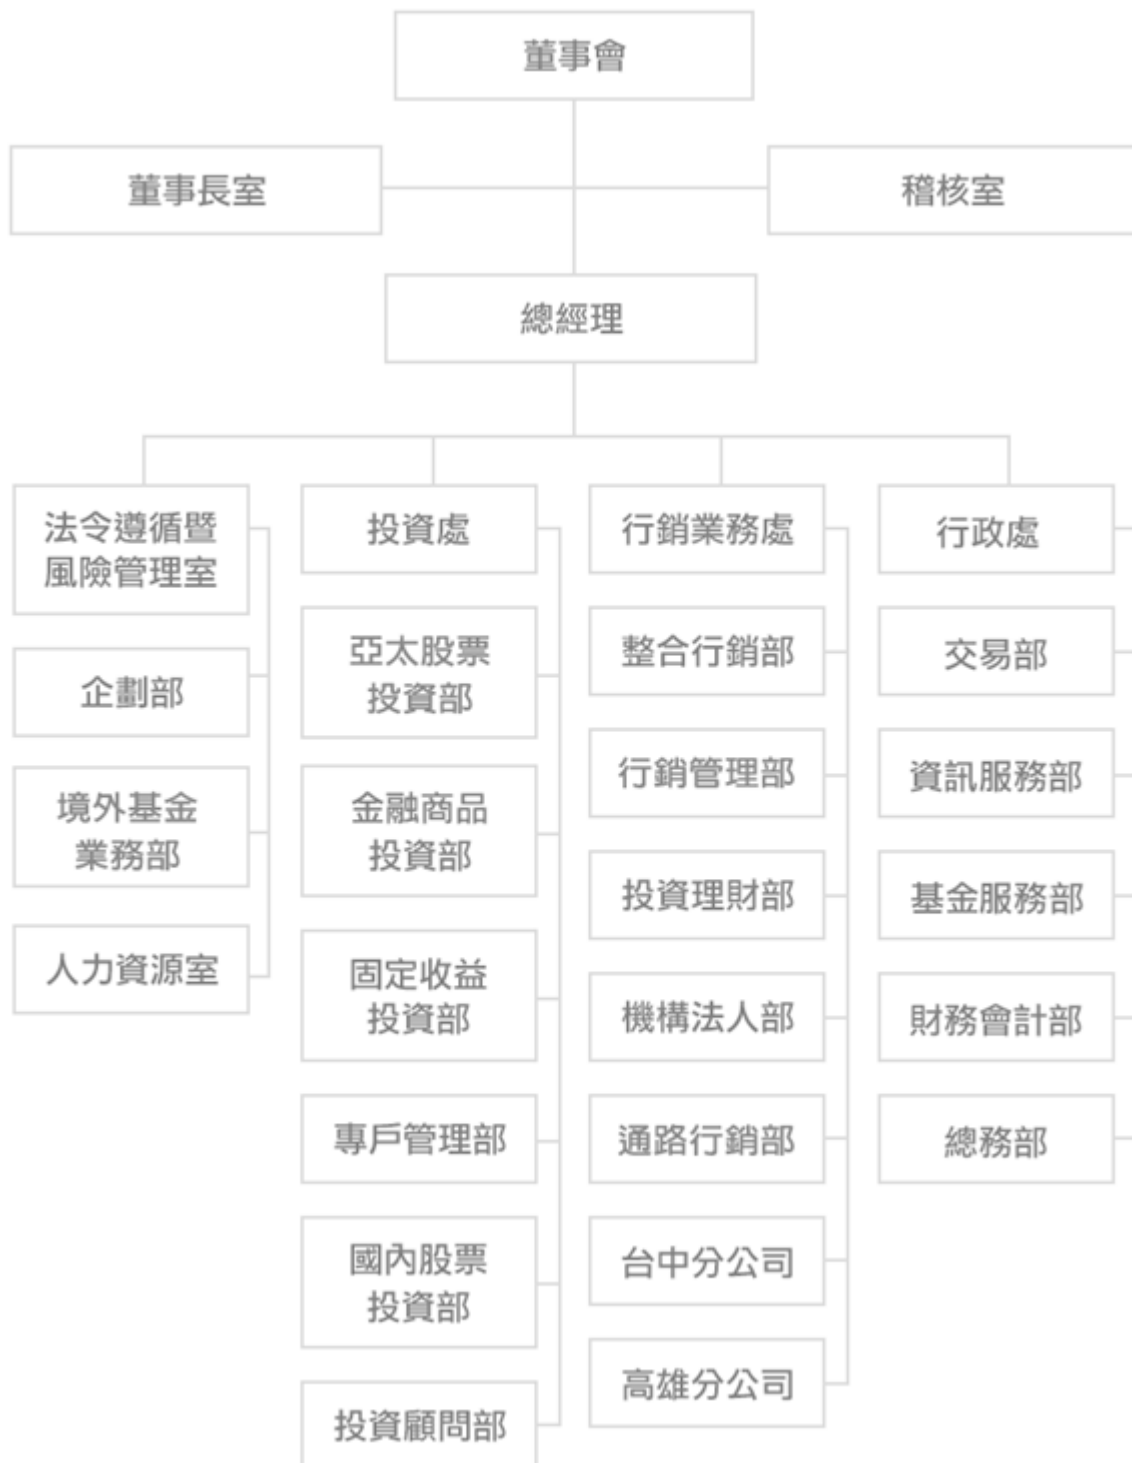 董事會
董事長室
稽核室
總經理
法令遵循暨
風險管理室
企劃部
境外基金
業務部
人力資源室
投資處
亞太股票
投資部
金融商品
投資部
固定收益
投資部
專戶管理部
國內股票
投資部
投資顧問部
行銷業務處
整合行銷部
行銷管理部
投資理財部
機構法人部
通路行銷部
台中分公司
高雄分公司
行政處
交易部
資訊服務部
基金服務部
財務會計部
總務部